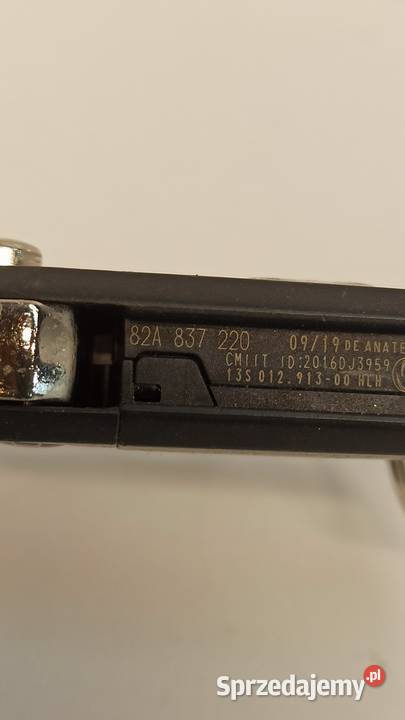 82A 837 220 09/19 DE ANATE
CMIIT ID:2016DJ3959
13S 012.913-00 HLH
Sprzedajemy.pl